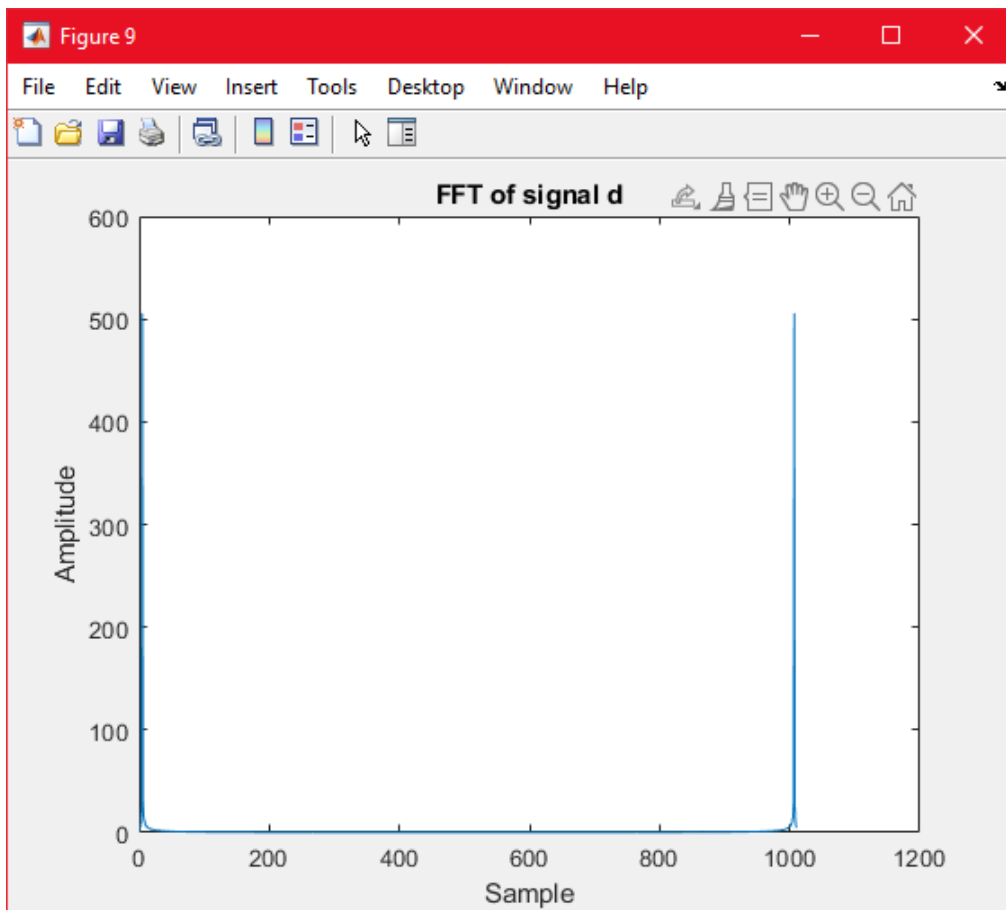 Figure 9
File Edit View Insert Tools Desktop Window Help
FFT of signal d
600
500
400
300
200
100
0
Amplitude
0 200 400 600 800 1000 1200
Sample